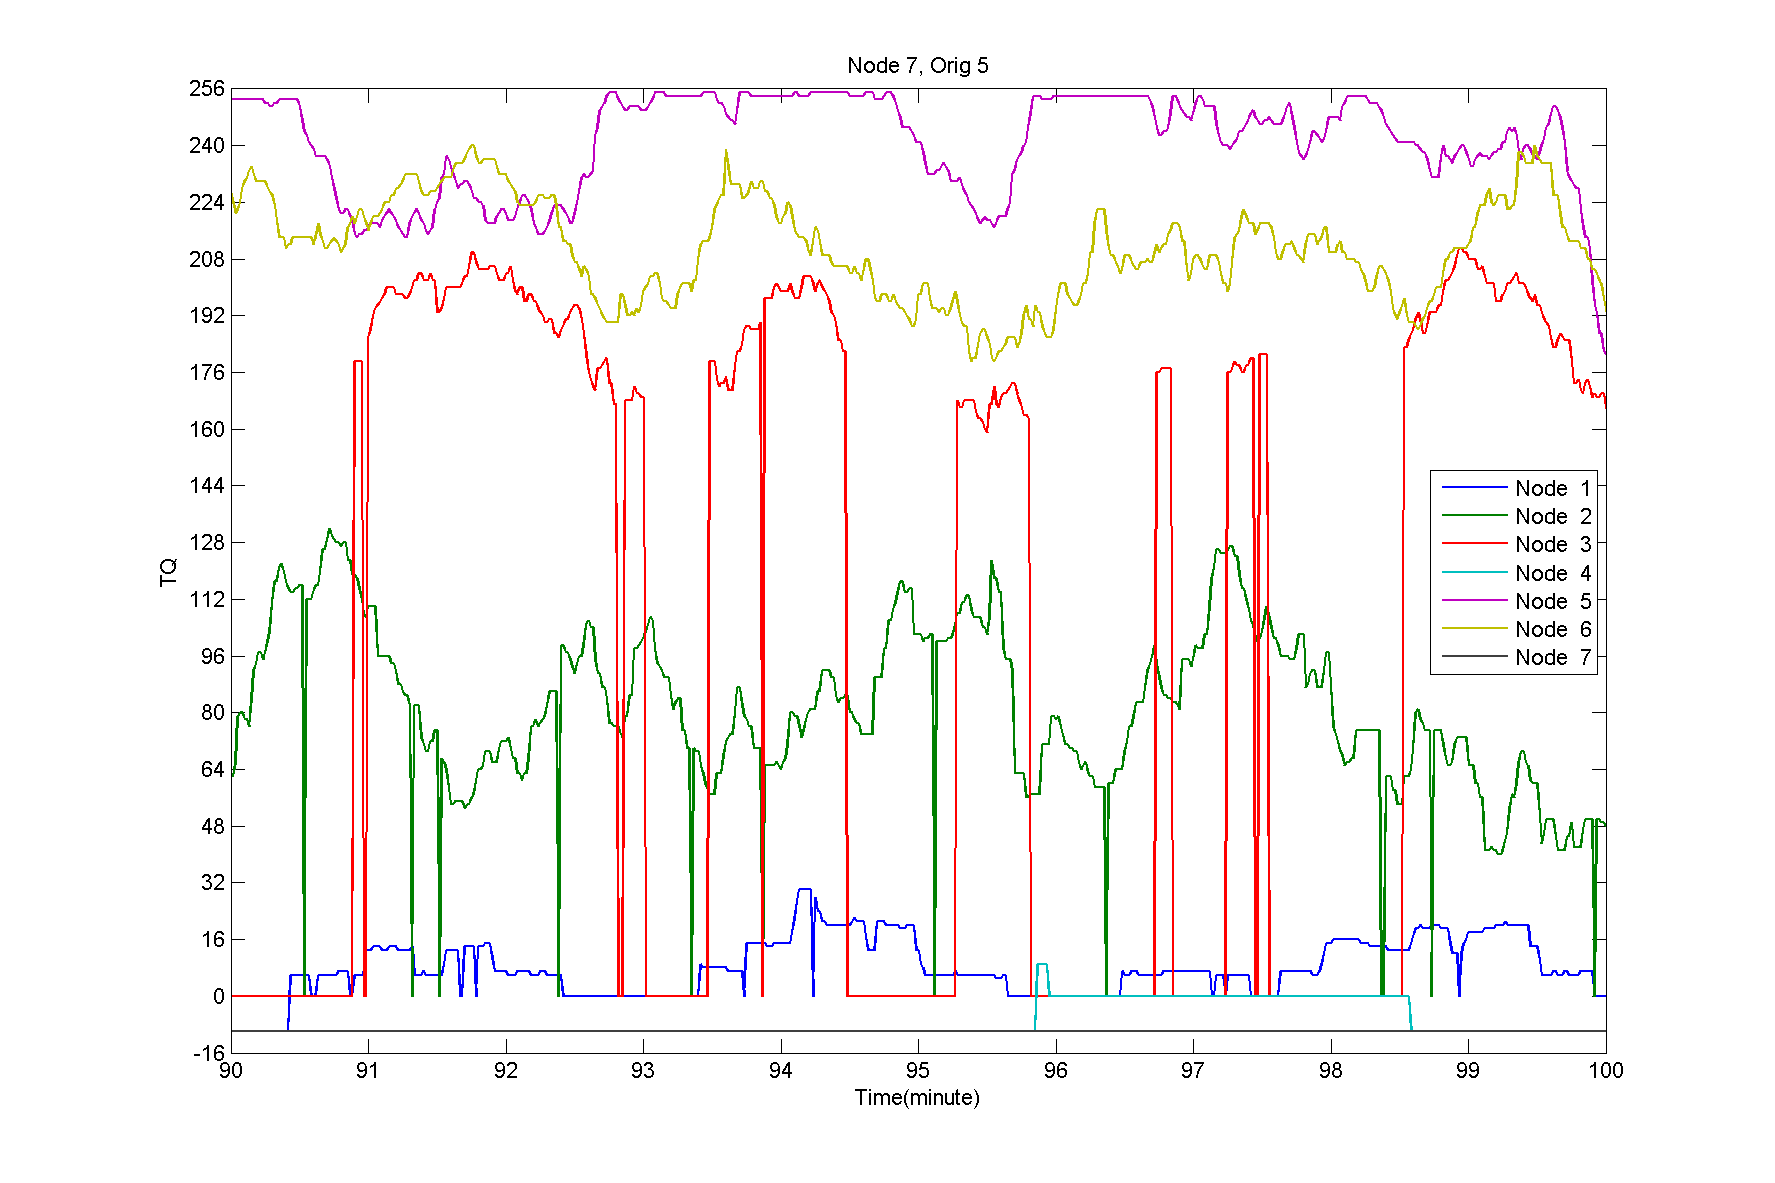 Node 7, Orig 5
256
240
224
208
192
176
160
144
128
112
96
80
64
48
32
16
0
-16
TQ
Node 1
Node 2
Node 3
Node 4
Node 5
Node 6
Node 7
90 91 92 93 94 95 96 97 98 99 100
Time(minute)